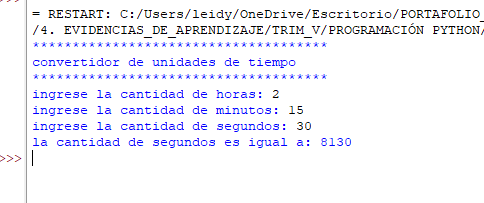 = RESTART: C:/Users/leidy/OneDrive/Escritorio/PORTAFOLIO_
/4. EVIDENCIAS_DE_APRENDIZAJE/TRIM_V/PROGRAMACIÓN PYTHON/
*************************************
convertidor de unidades de tiempo
*************************************
ingrese la cantidad de horas: 2
ingrese la cantidad de minutos: 15
ingrese la cantidad de segundos: 30
la cantidad de segundos es igual a: 8130
>>>
>>>